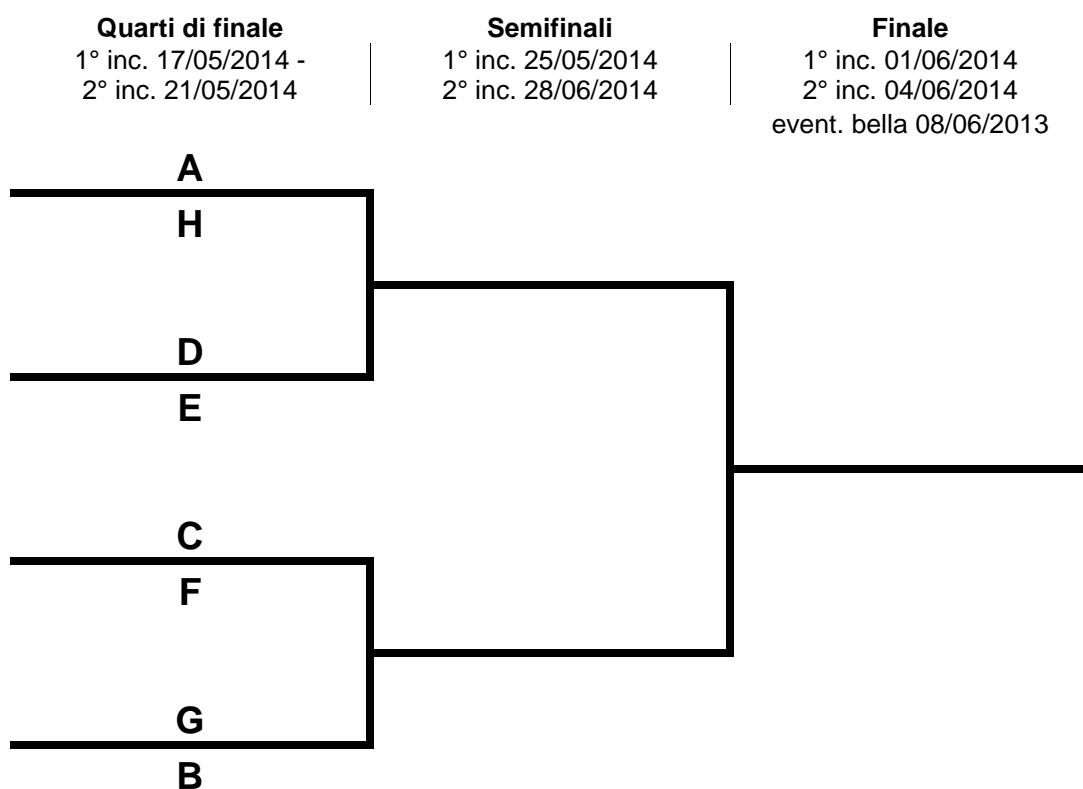 Quarti di finale
1° inc. 17/05/2014 -
2° inc. 21/05/2014
Semifinali
1° inc. 25/05/2014
2° inc. 28/06/2014
Finale
1° inc. 01/06/2014
2° inc. 04/06/2014
event. bella 08/06/2013
A
H
D
E
C
F
G
B